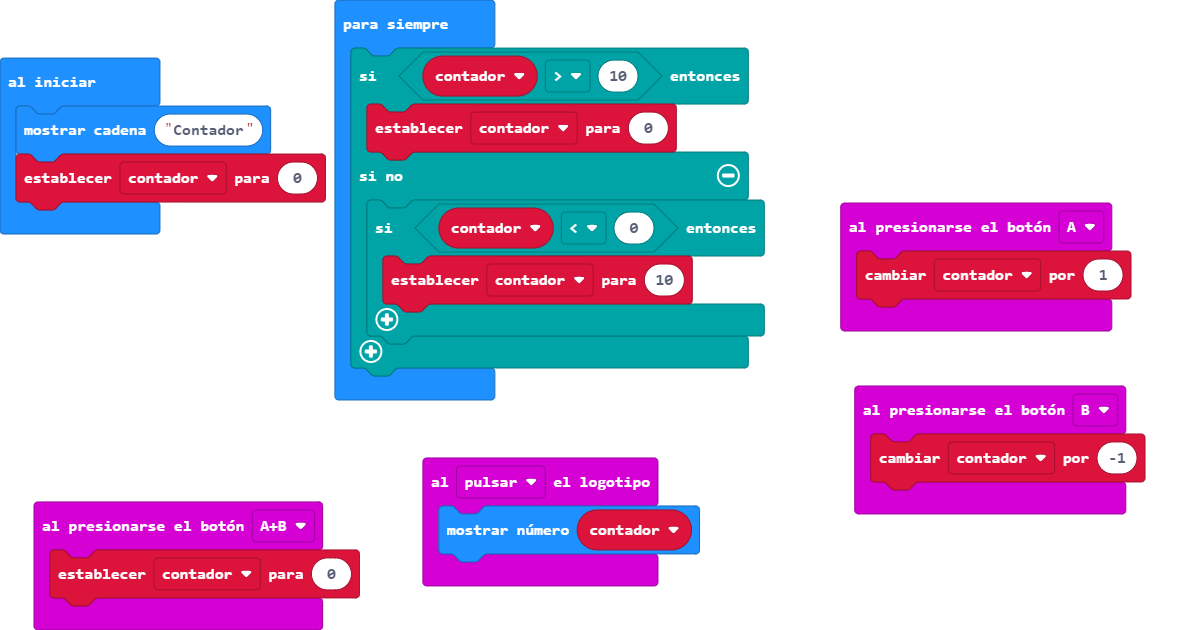 al iniciar
mostrar cadena "Contador"
establecer contador para 0
para siempre
si contador > 10 entonces
establecer contador para 0
si no
si contador < 0 entonces
establecer contador para 10
al presionarse el botón A
cambiar contador por 1
al presionarse el botón B
cambiar contador por -1
al pulsar el logotipo
mostrar número contador
al presionarse el botón A+B
establecer contador para 0